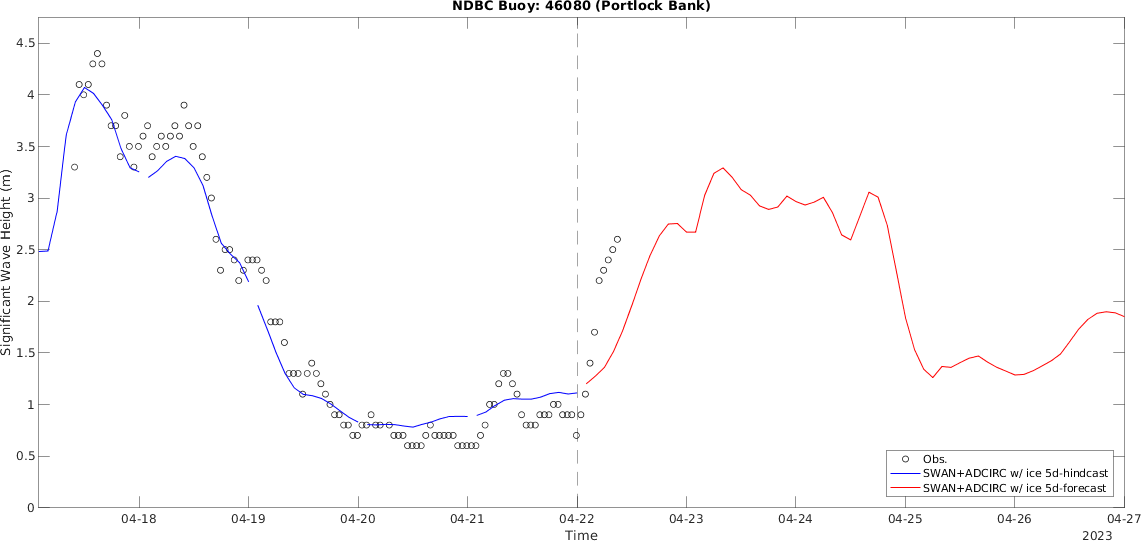 NDBC Buoy: 46080 (Portlock Bank)
4.5
4
3.5
3
2.5
2
1.5
1
0.5
0
Significant Wave Height (m)
Obs.
SWAN+ADCIRC w/ ice 5d-hindcast
SWAN+ADCIRC w/ ice 5d-forecast
04-18 04-19 04-20 04-21 04-22 04-23 04-24 04-25 04-26 04-27
Time
2023